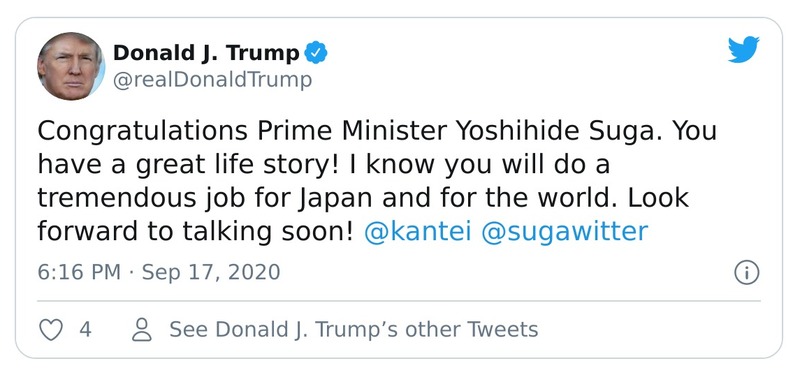 Donald J. Trump
@realDonaldTrump
Congratulations Prime Minister Yoshihide Suga. You
have a great life story! I know you will do a
tremendous job for Japan and for the world. Look
forward to talking soon! @kantei @sugawitter
6:16 PM · Sep 17, 2020
4 See Donald J. Trump’s other Tweets